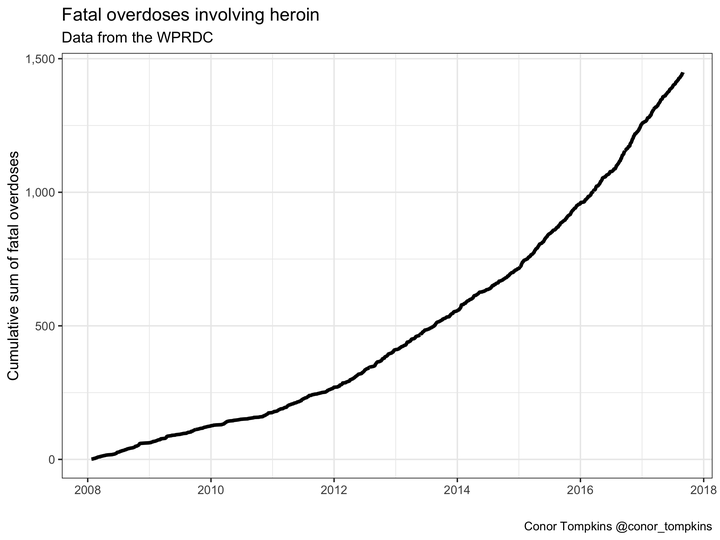 Fatal overdoses involving heroin
Data from the WPRDC
Cumulative sum of fatal overdoses
1,500
1,000
500
0
2008 2010 2012 2014 2016 2018
Conor Tompkins @conor_tompkins